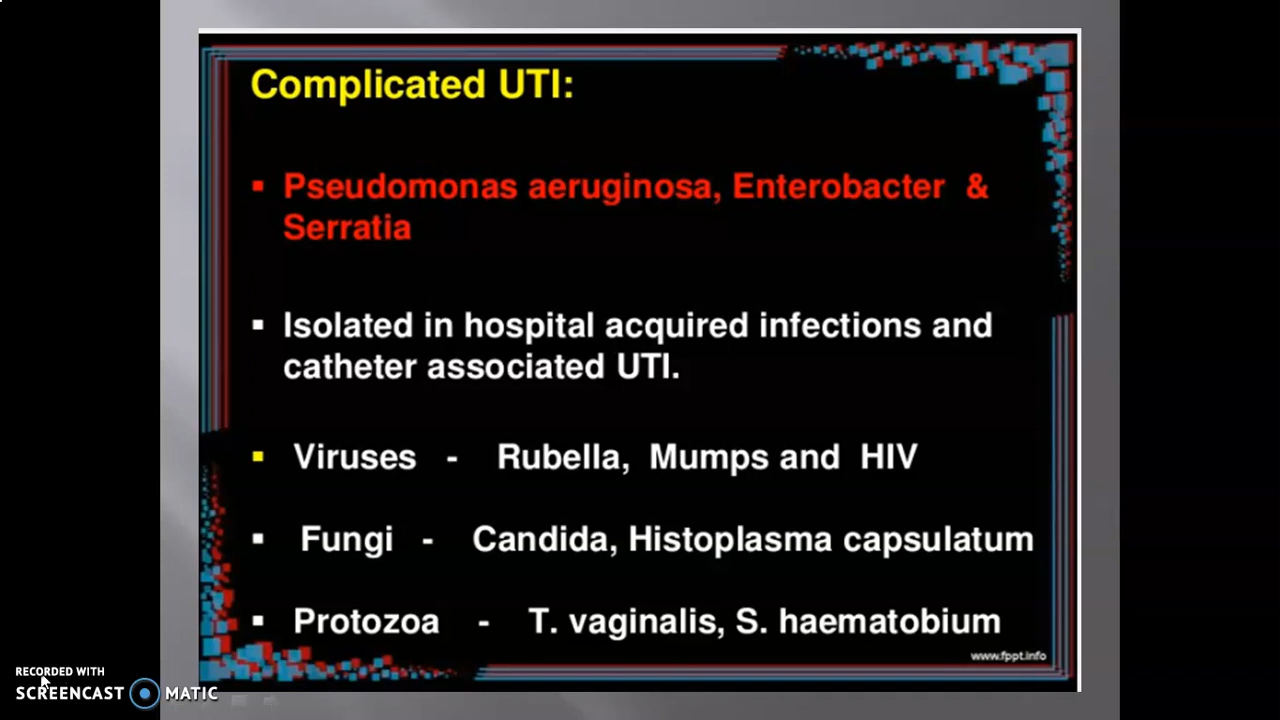 Complicated UTI:
▪ Pseudomonas aeruginosa, Enterobacter &
Serratia
▪ Isolated in hospital acquired infections and
catheter associated UTI.
▪ Viruses - Rubella, Mumps and HIV
▪ Fungi - Candida, Histoplasma capsulatum
▪ Protozoa - T. vaginalis, S. haematobium
www.fppt.info
RECORDED WITH
SCREENCAST MATIC